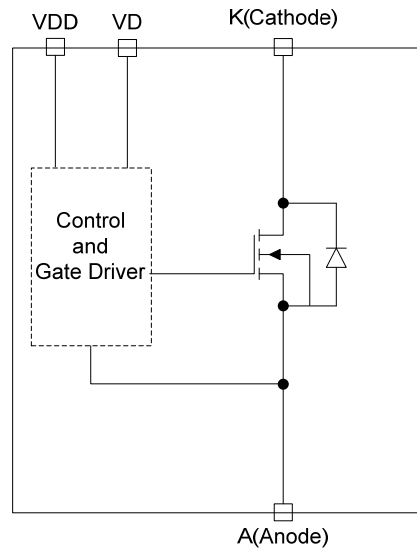 VDD
VD
K(Cathode)
Control
and
Gate Driver
A(Anode)